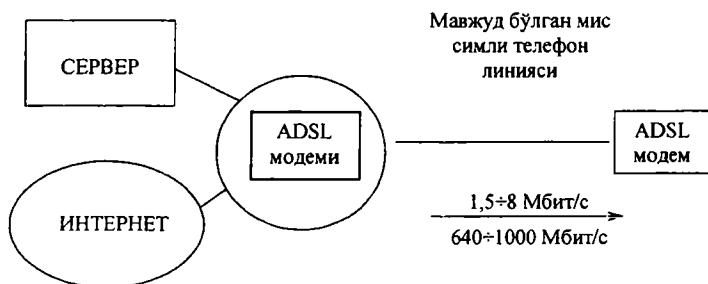 Мавжуд бўлган мис
симли телефон
линияси
СЕРВЕР
ADSL
модеми
ADSL
модем
ИНТЕРНЕТ
1,5÷8 Мбит/с
640÷1000 Мбит/с